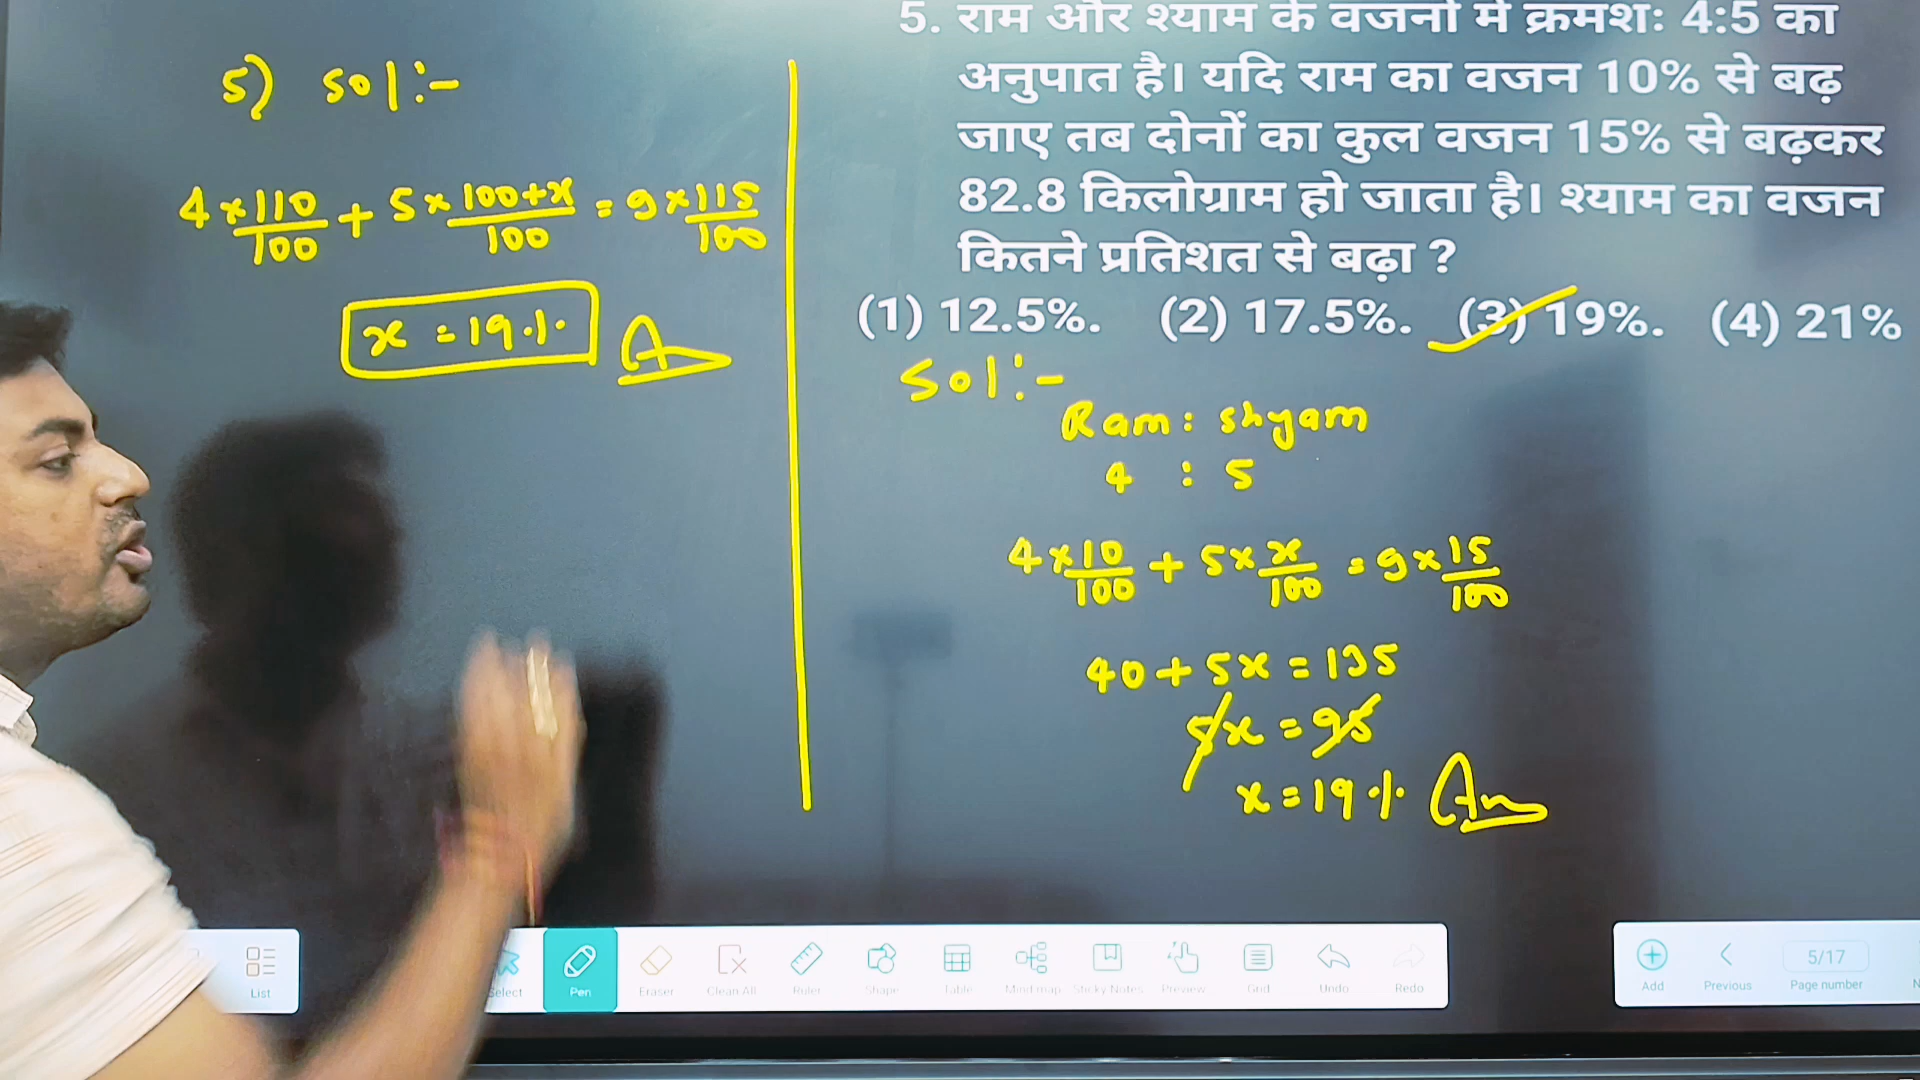 5) Sol:-
4 × 110/100 + 5 × 100+x/100 = 9 × 115/100
x = 19%
A
5. राम और श्याम के वजनों में क्रमशः 4:5 का
अनुपात है। यदि राम का वजन 10% से बढ़
जाए तब दोनों का कुल वजन 15% से बढ़कर
82.8 किलोग्राम हो जाता है। श्याम का वजन
कितने प्रतिशत से बढ़ा ?
(1) 12.5%. (2) 17.5%. (3) 19%. (4) 21%
Sol:-
Ram : shyam
4 : 5
4 × 10/100 + 5 × x/100 = 9 × 15/100
40 + 5x = 135
5x = 95
x = 19% An
List
Select Pen Eraser Clean All Ruler Shape Table Mind map Sticky Notes Preview Grid Undo Redo
5/17
Add Previous Page number